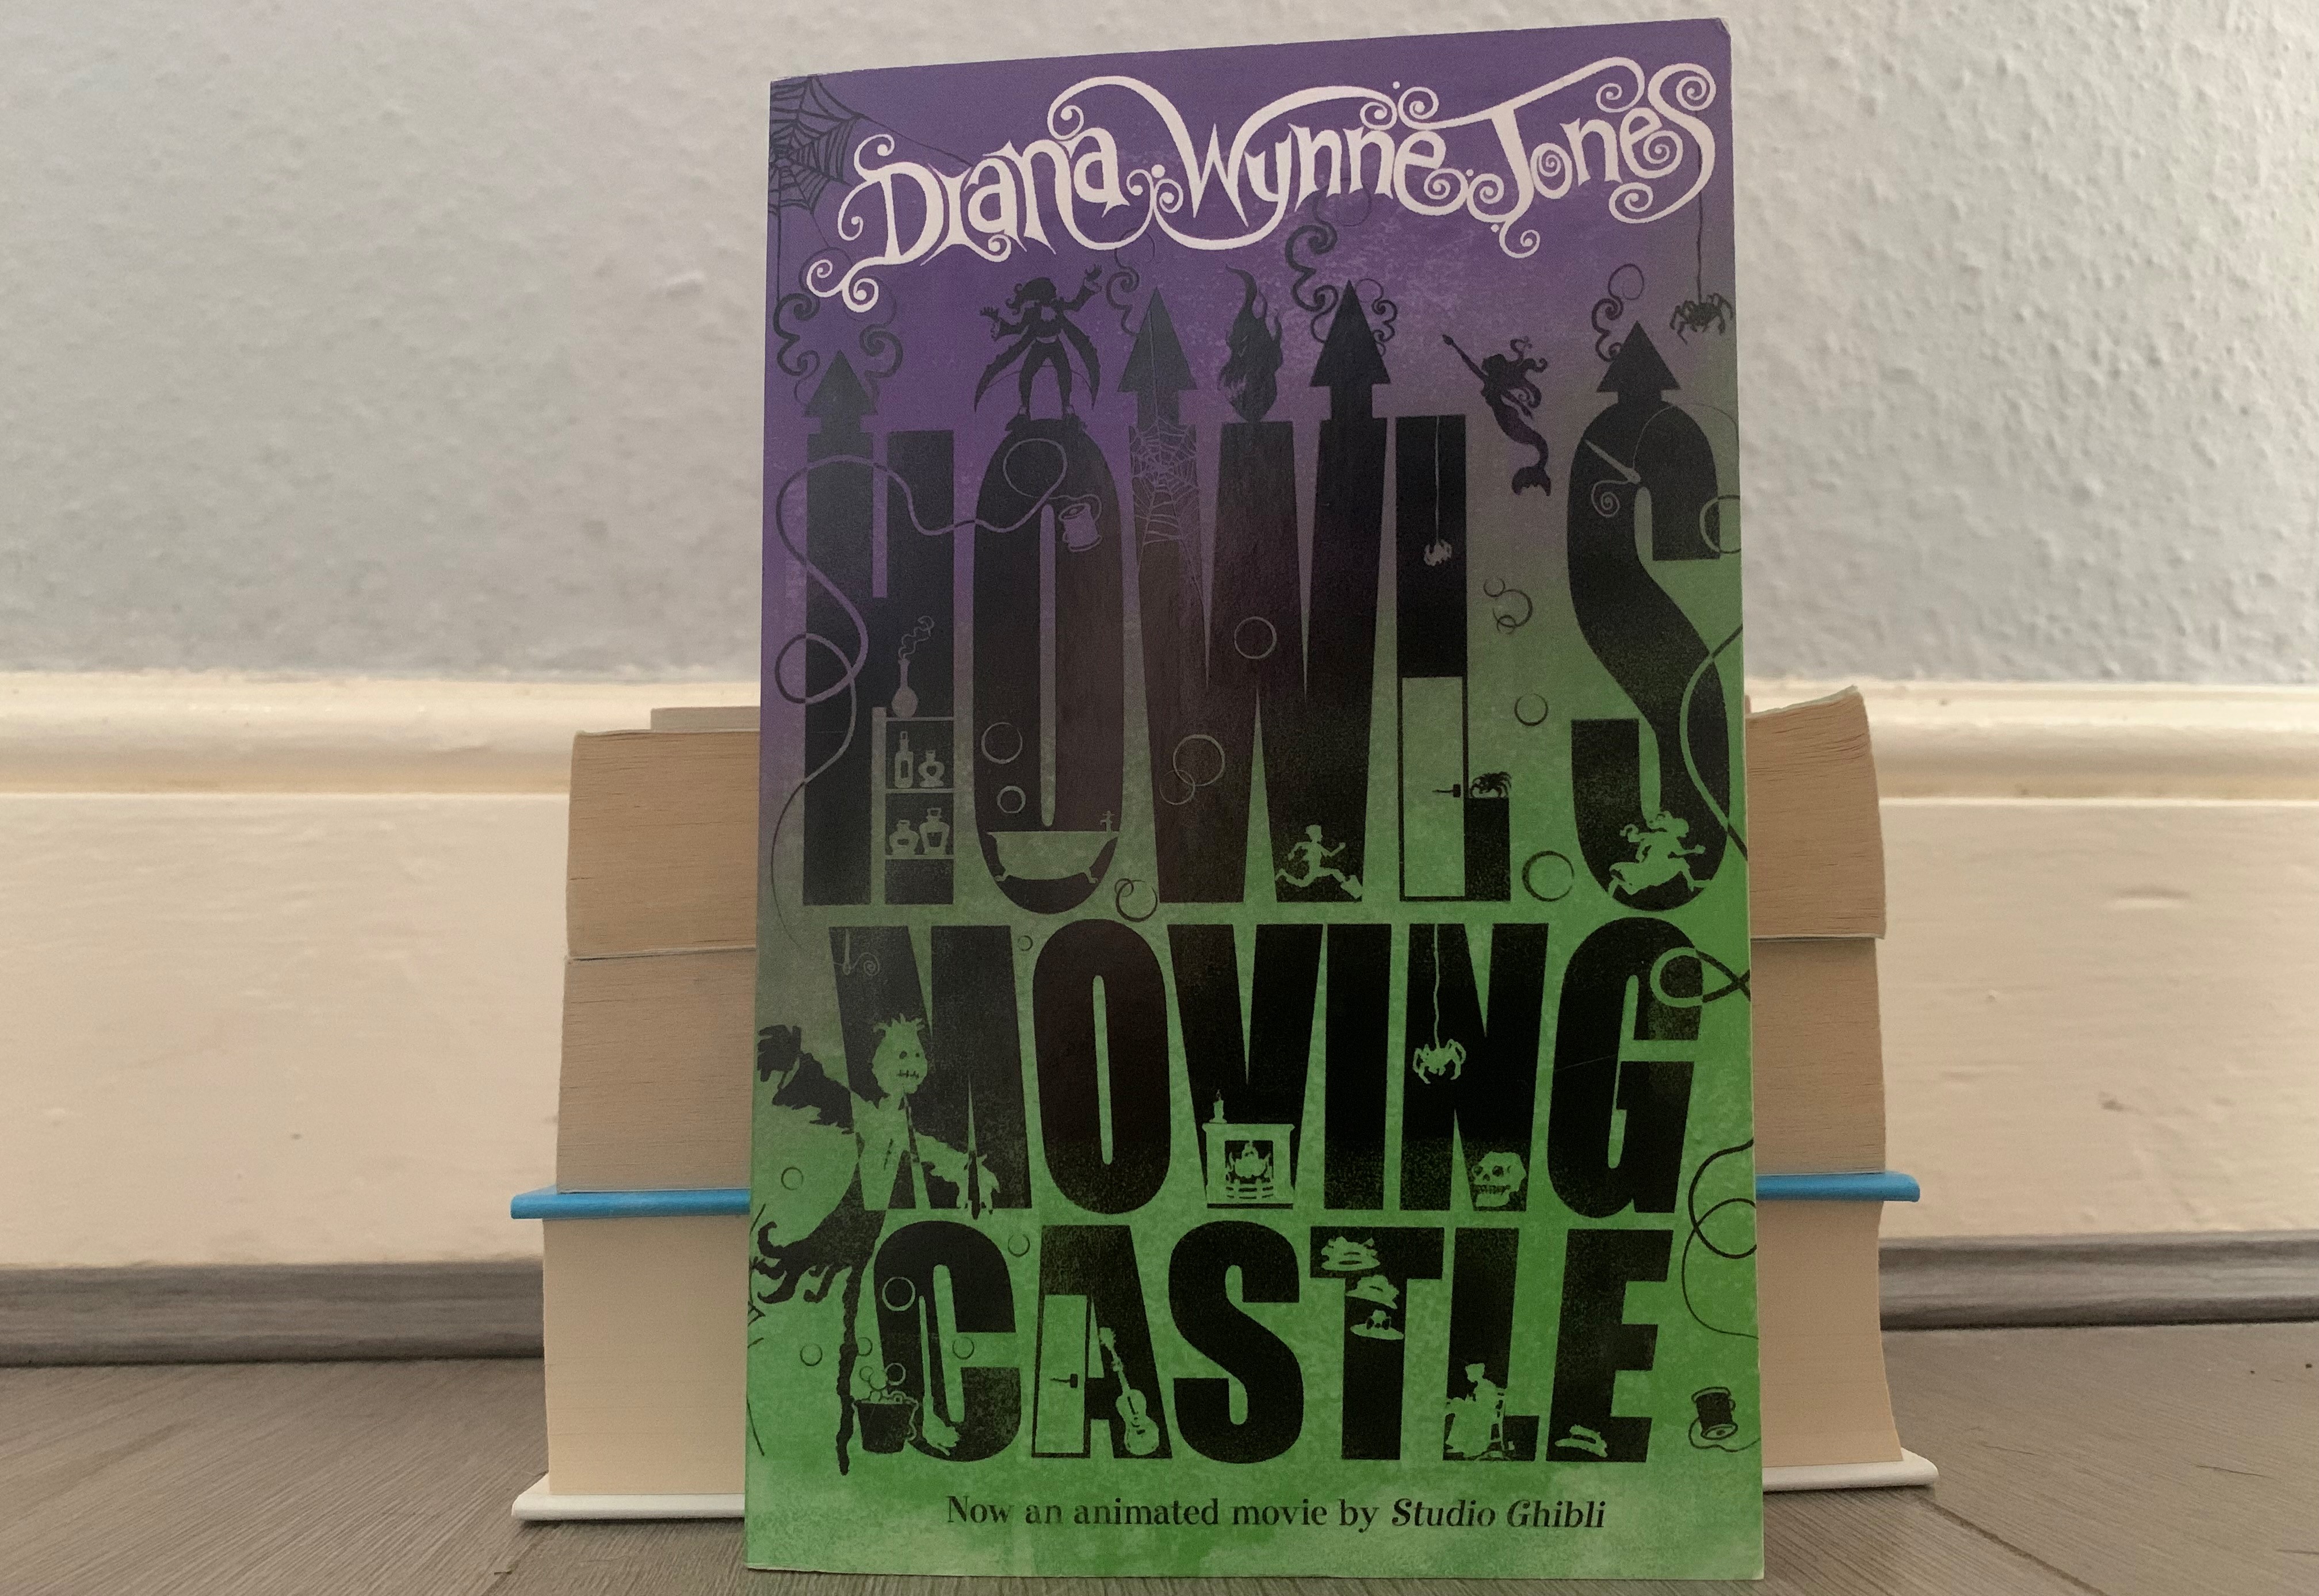 Diana Wynne Jones
HOWL'S
MOVING
CASTLE
Now an animated movie by Studio Ghibli